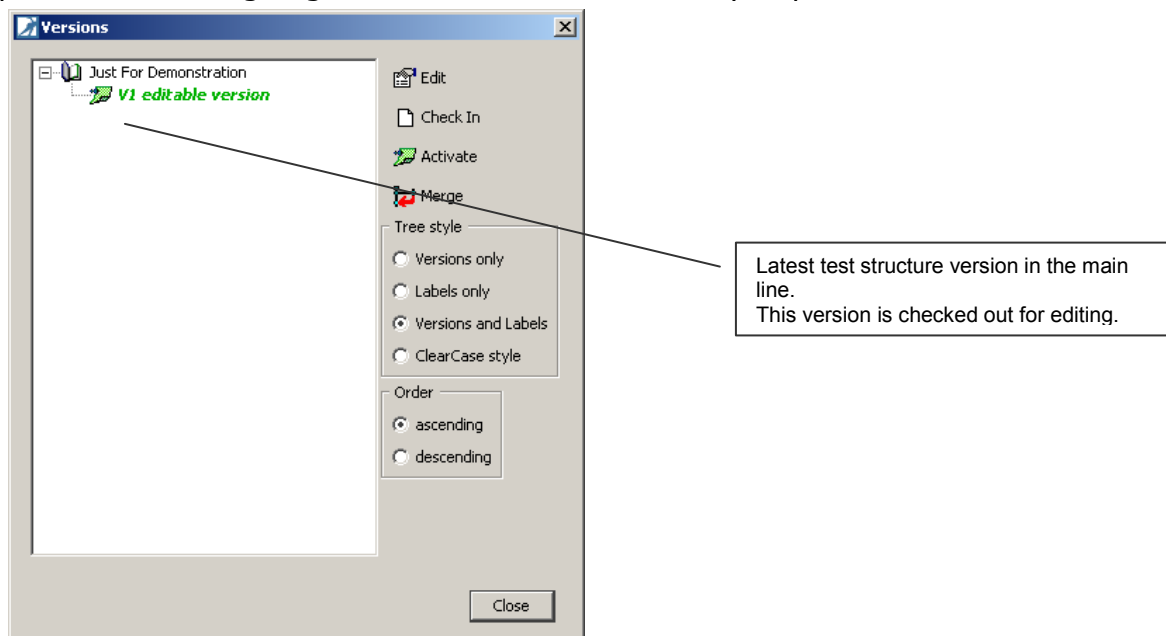 Versions
Just For Demonstration
V1 editable version
Edit
Check In
Activate
Merge
Tree style
Versions only
Labels only
Versions and Labels
ClearCase style
Order
ascending
descending
Close
Latest test structure version in the main
line.
This version is checked out for editing.